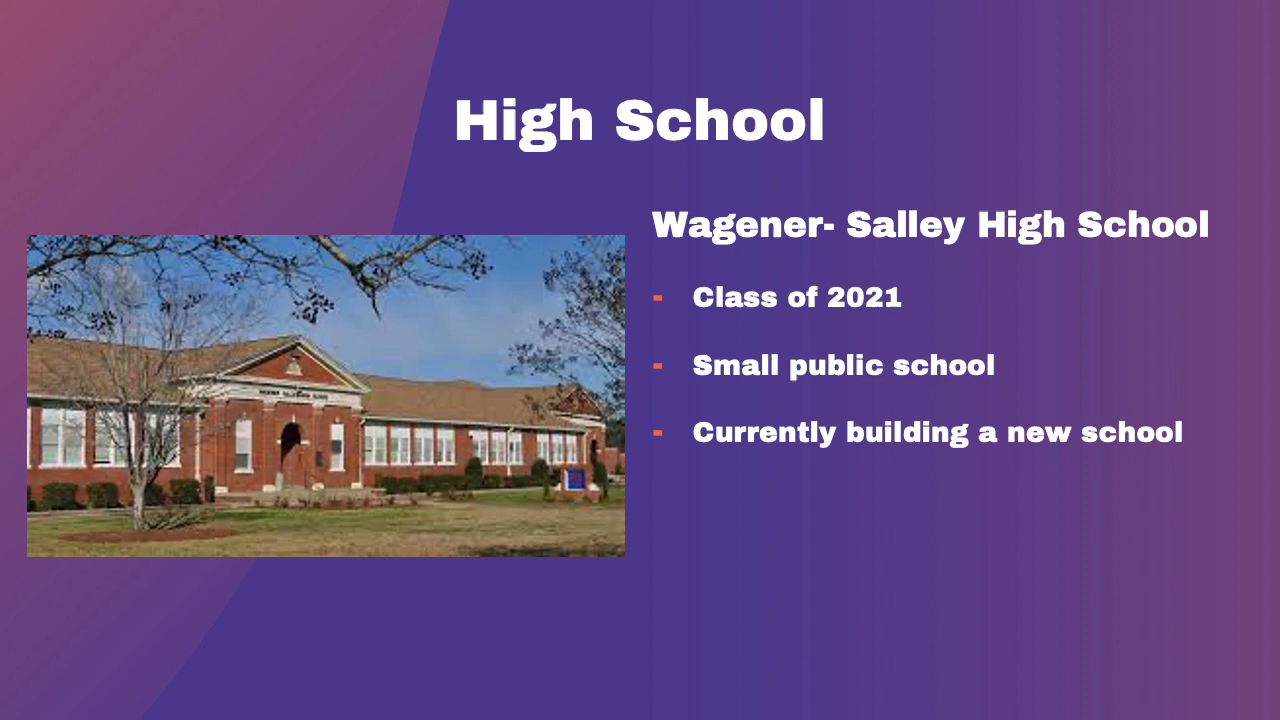 High School
Wagener- Salley High School
- Class of 2021
- Small public school
- Currently building a new school